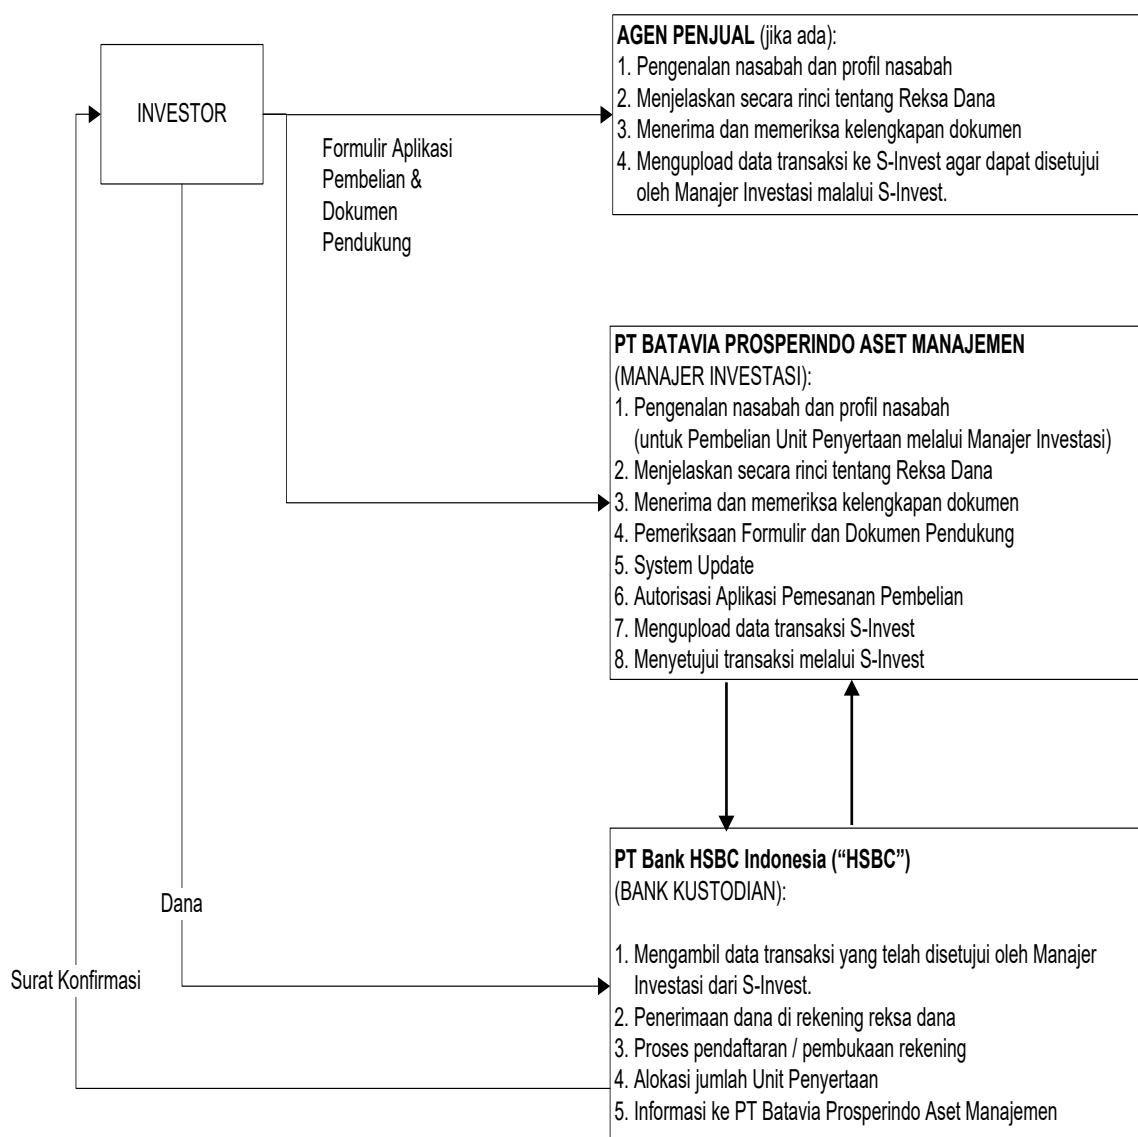 INVESTOR
Formulir Aplikasi
Pembelian &
Dokumen
Pendukung
AGEN PENJUAL (jika ada):
1. Pengenalan nasabah dan profil nasabah
2. Menjelaskan secara rinci tentang Reksa Dana
3. Menerima dan memeriksa kelengkapan dokumen
4. Mengupload data transaksi ke S-Invest agar dapat disetujui
oleh Manajer Investasi malalui S-Invest.
PT BATAVIA PROSPERINDO ASET MANAJEMEN
(MANAJER INVESTASI):
1. Pengenalan nasabah dan profil nasabah
(untuk Pembelian Unit Penyertaan melalui Manajer Investasi)
2. Menjelaskan secara rinci tentang Reksa Dana
3. Menerima dan memeriksa kelengkapan dokumen
4. Pemeriksaan Formulir dan Dokumen Pendukung
5. System Update
6. Autorisasi Aplikasi Pemesanan Pembelian
7. Mengupload data transaksi S-Invest
8. Menyetujui transaksi melalui S-Invest
Dana
Surat Konfirmasi
PT Bank HSBC Indonesia (“HSBC”)
(BANK KUSTODIAN):
1. Mengambil data transaksi yang telah disetujui oleh Manajer
Investasi dari S-Invest.
2. Penerimaan dana di rekening reksa dana
3. Proses pendaftaran / pembukaan rekening
4. Alokasi jumlah Unit Penyertaan
5. Informasi ke PT Batavia Prosperindo Aset Manajemen